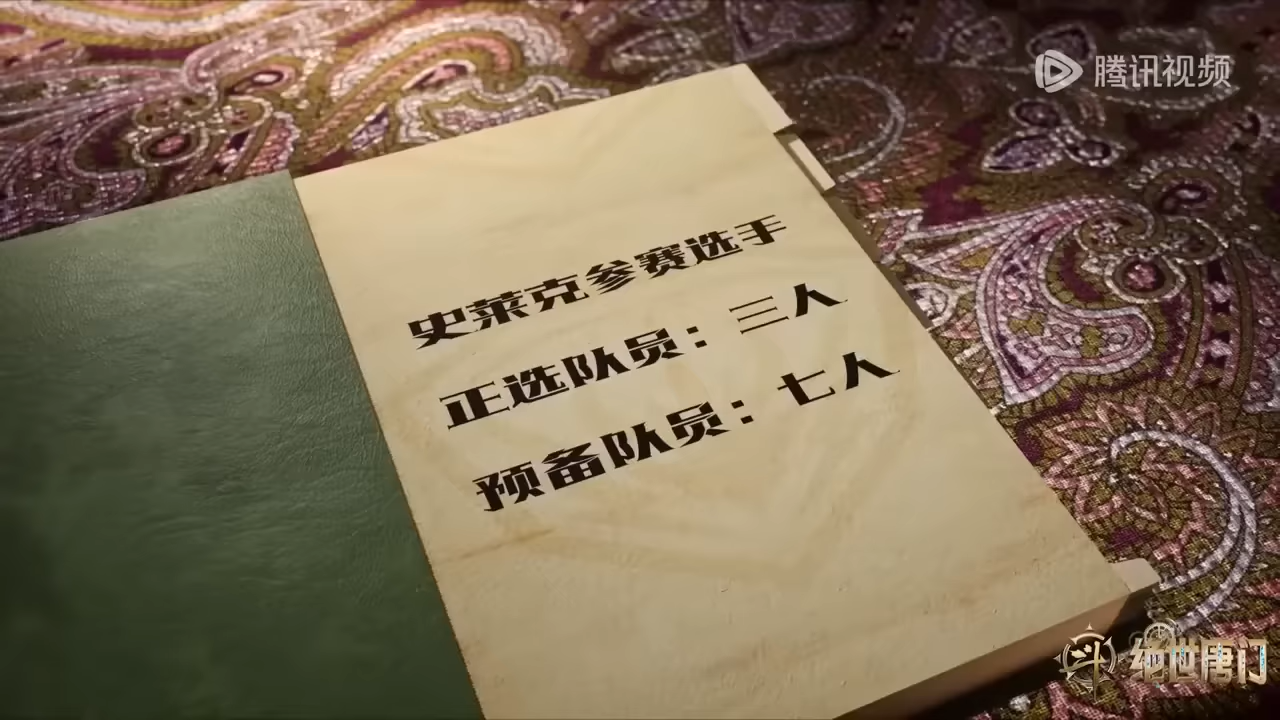 腾讯视频
史莱克参赛选手
正选队员：三人
预备队员：七人
斗 绝世唐门